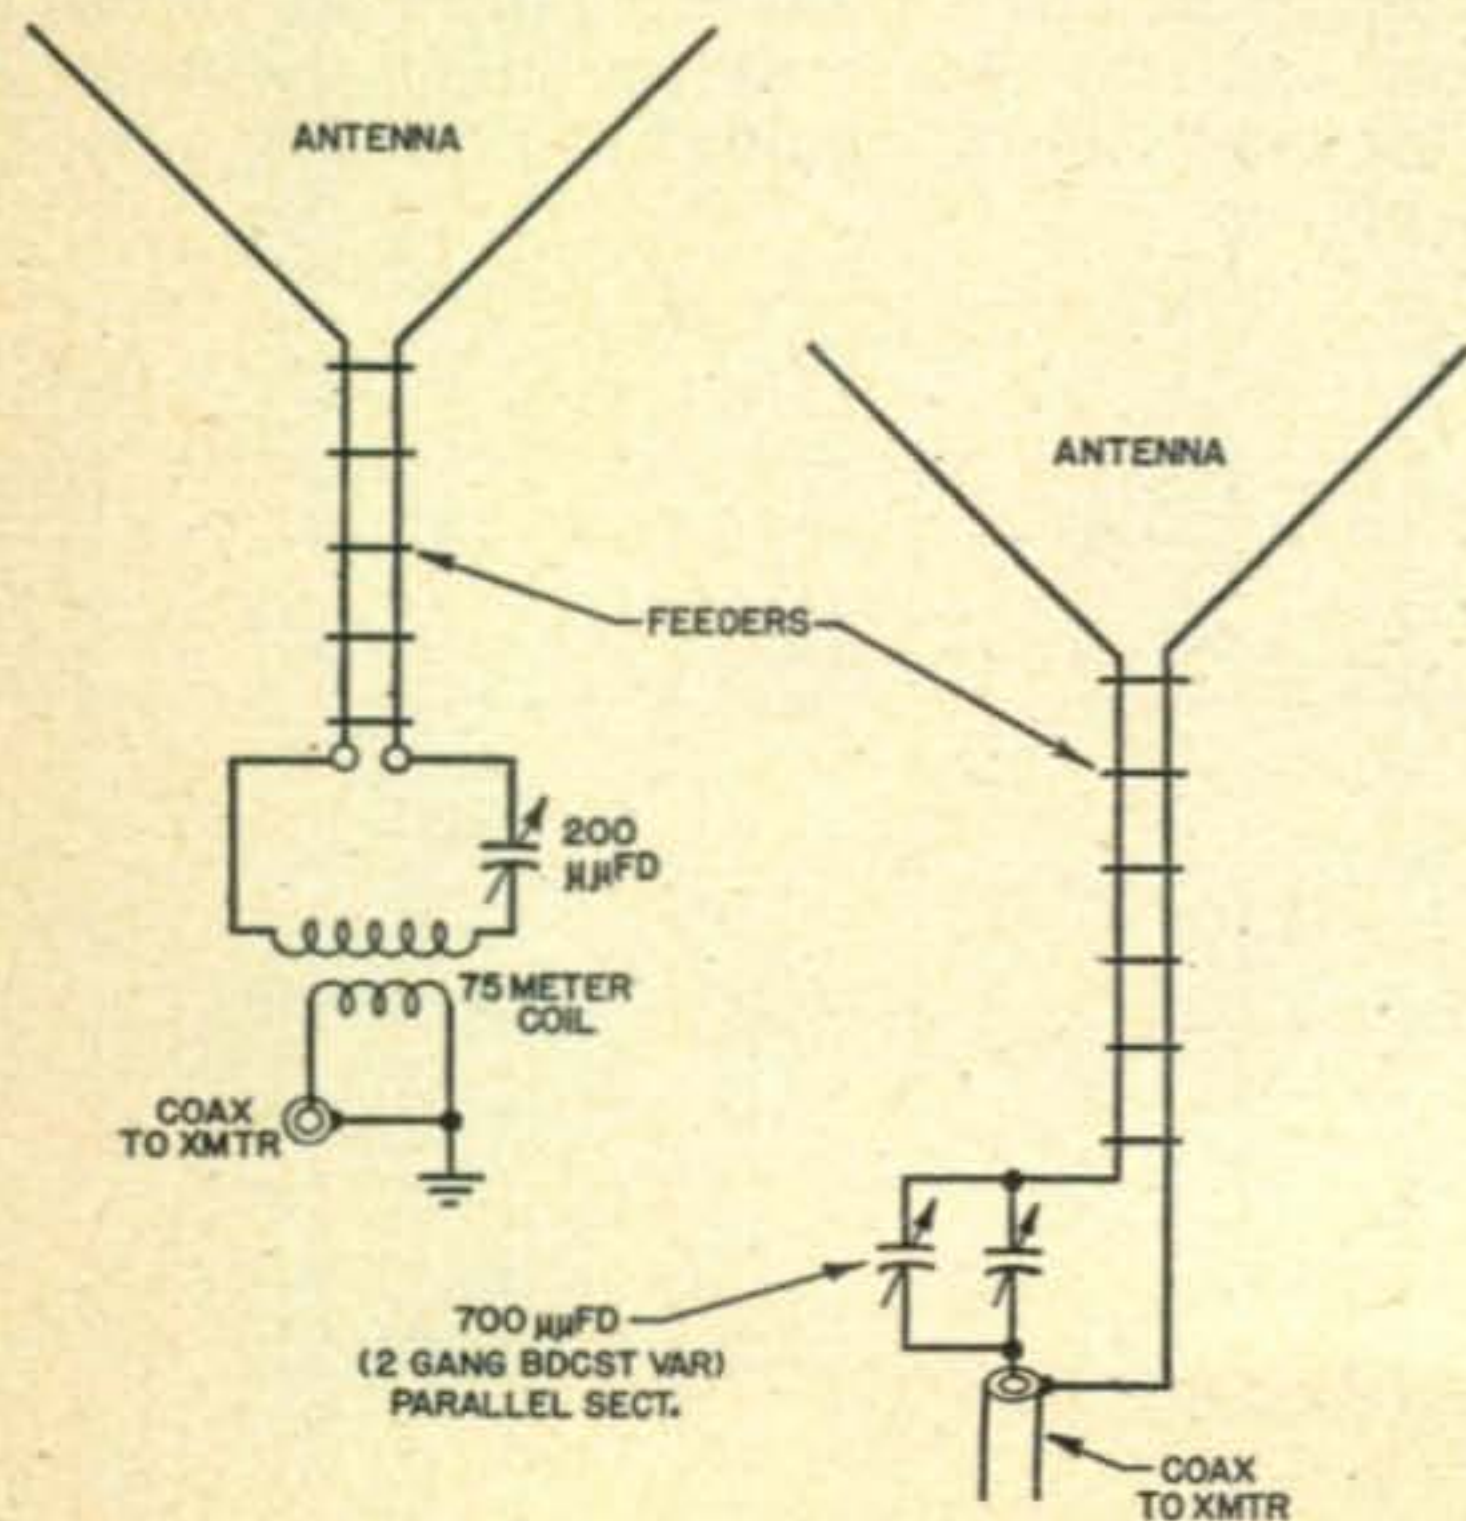 ANTENNA
ANTENNA
FEEDERS
200
µµFD
75 METER
COIL
COAX
TO XMTR
700 µµFD
(2 GANG BDCST VAR)
PARALLEL SECT.
COAX
TO XMTR